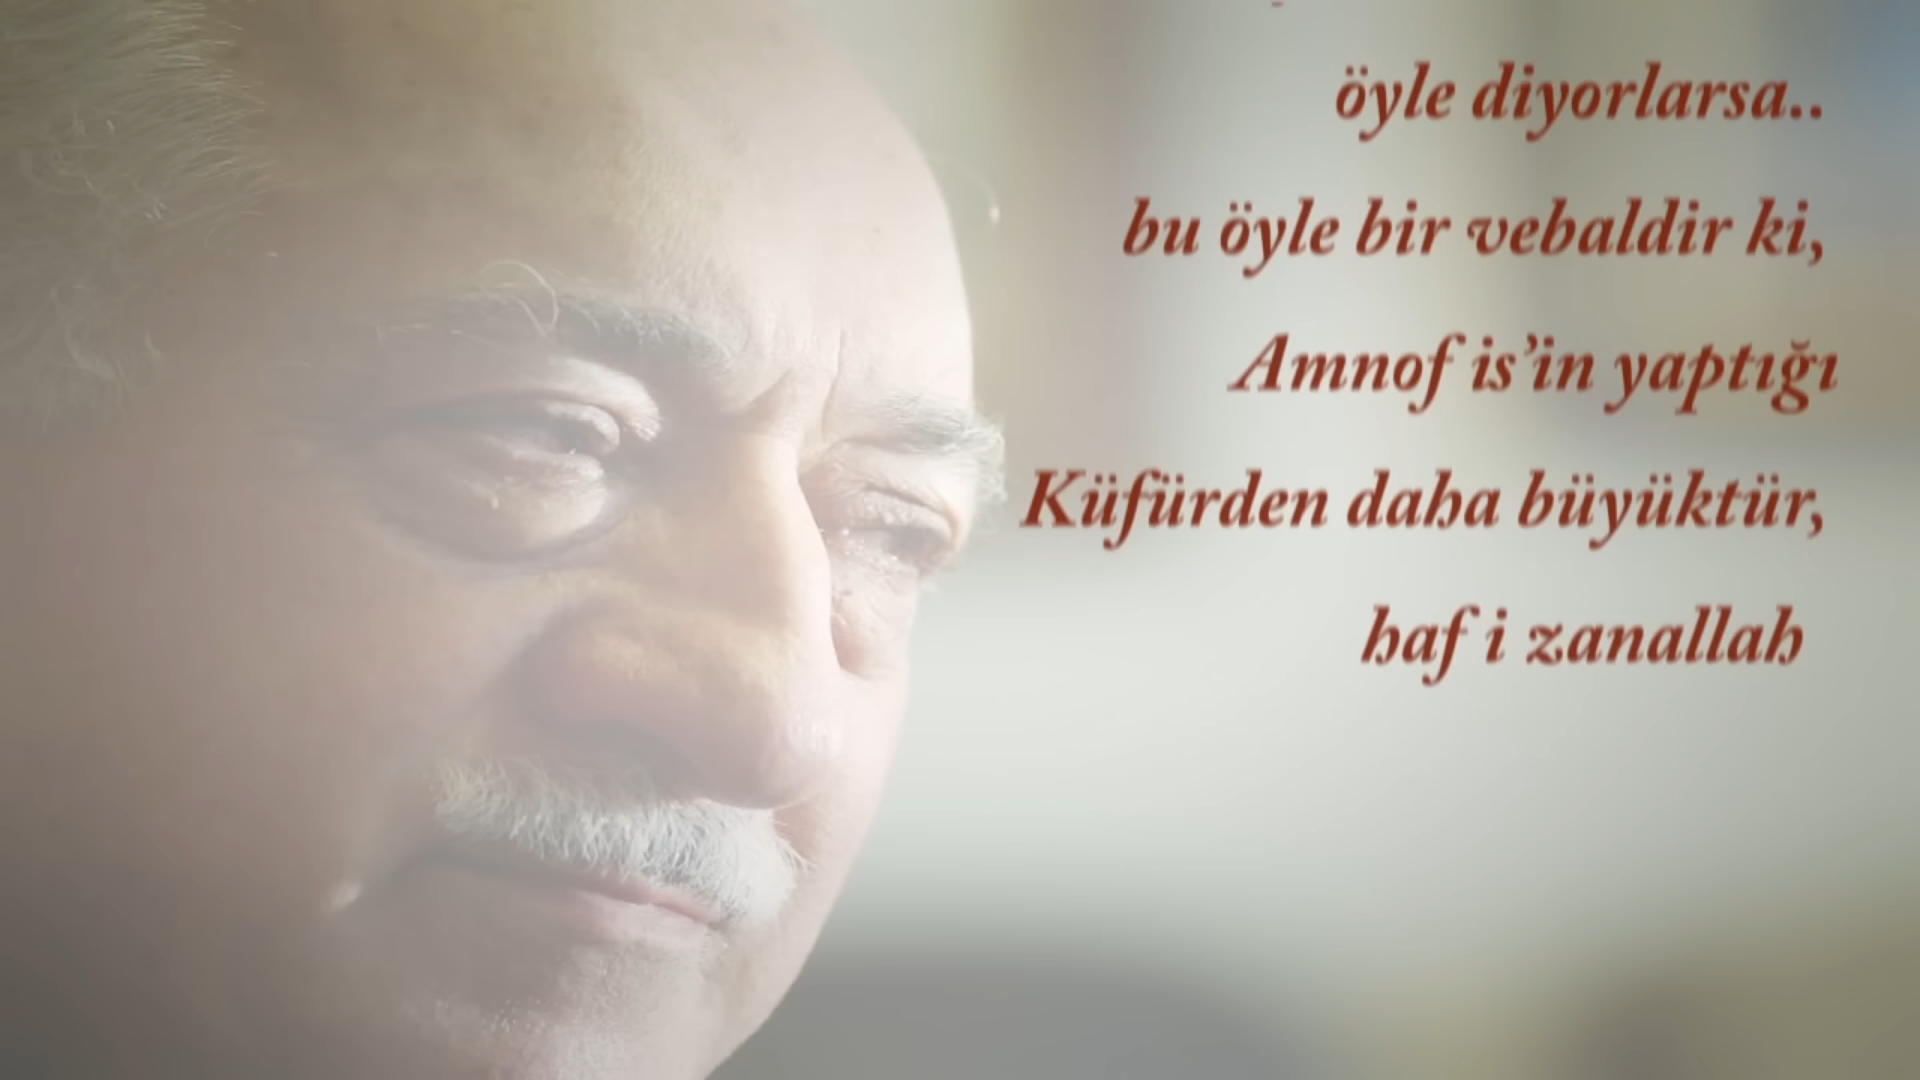 öyle diyorlarsa..
bu öyle bir vebaldir ki,
Amnof is’in yaptığı
Küfürden daha büyüktür,
haf i zanallah